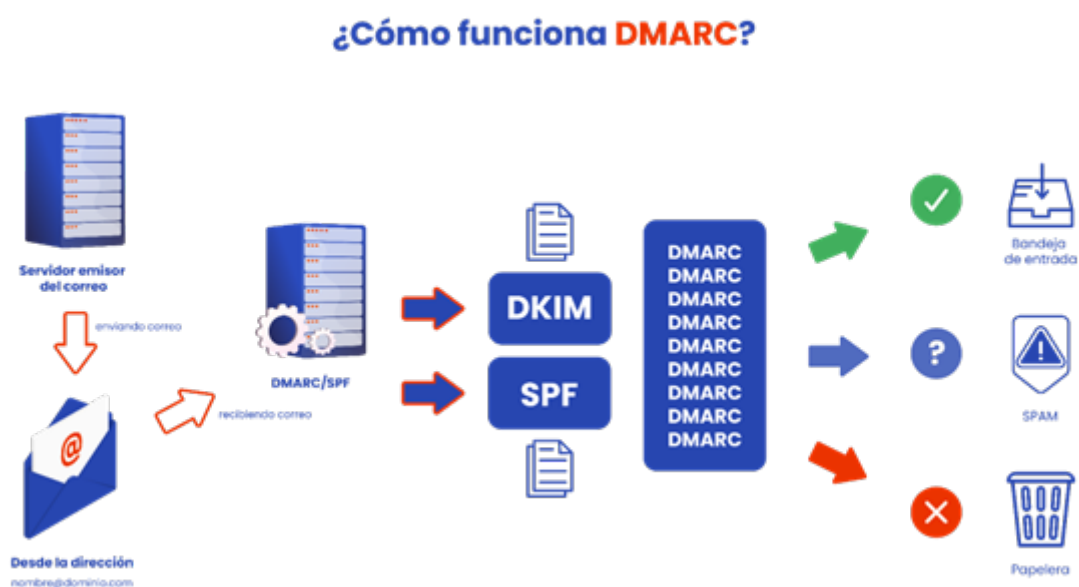 ¿Cómo funciona DMARC?
Servidor emisor
del correo
enviando correo
@
Desde la dirección
nombre@dominio.com
recibiendo correo
DMARC/SPF
DKIM
SPF
DMARC
DMARC
DMARC
DMARC
DMARC
DMARC
DMARC
DMARC
DMARC
?
Bandeja
de entrada
!
SPAM
Papelera